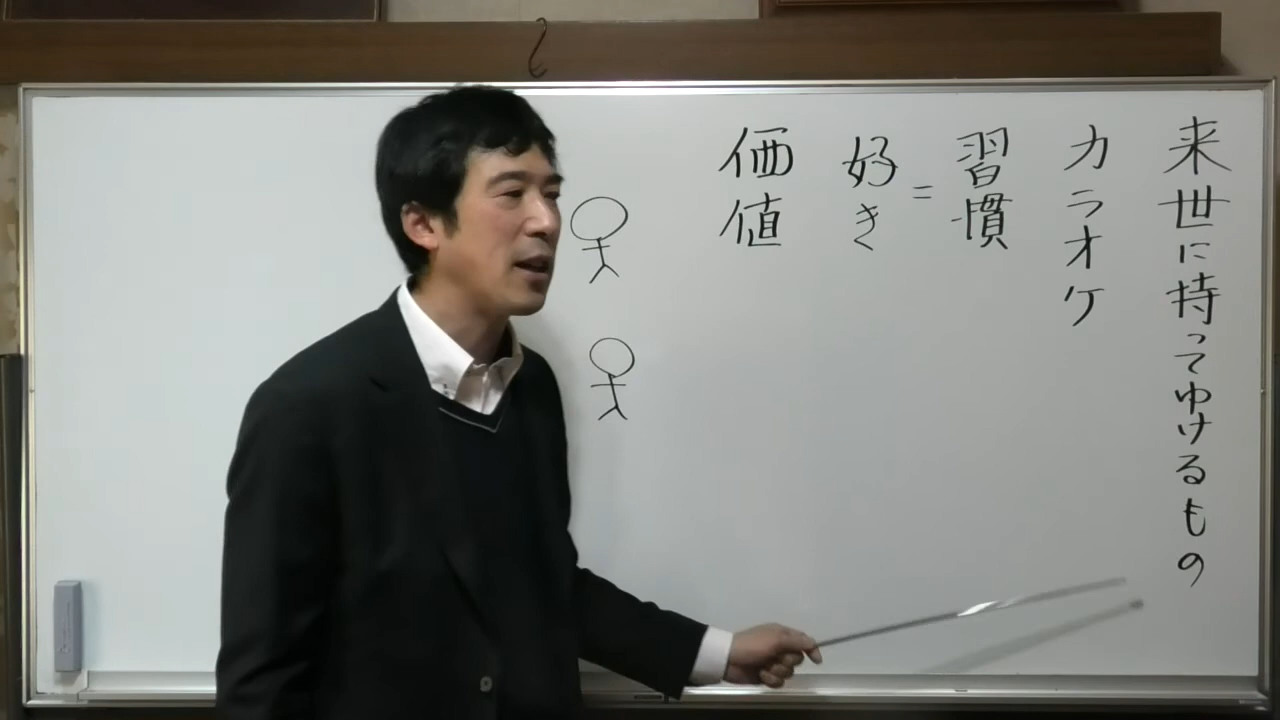 来世に持ってゆけるもの
カラオケ
習慣
=
好き
価値